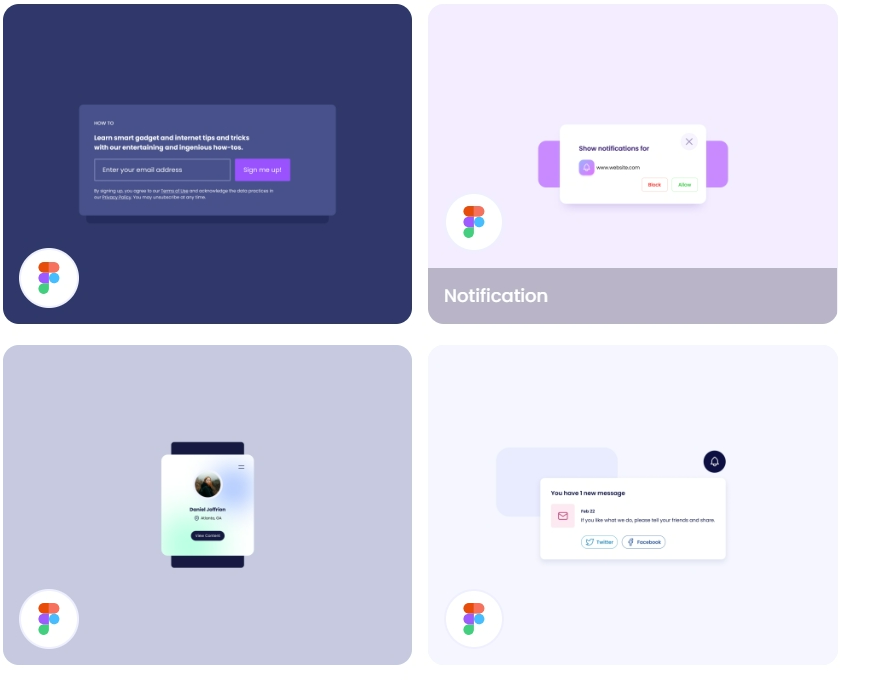 HOW TO
Learn smart gadget and internet tips and tricks
with our entertaining and ingenious how-tos.
Enter your email address
Sign me up!
By signing up, you agree to our Terms of Use and acknowledge the data practices in
our Privacy Policy. You may unsubscribe at any time.
Show notifications for
www.website.com
Block
Allow
Notification
Daniel Joffrian
Atlanta, GA
View Content
You have 1 new message
Feb 22
If you like what we do, please tell your friends and share.
Twitter
Facebook